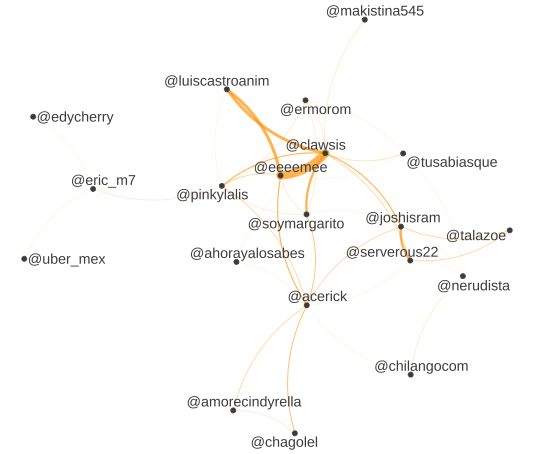 @makistina545
@luiscastroanim
@ermorom
@edycherry
@clawsis
@eeeemee
@tusabiasque
@eric_m7
@pinkylalis
@soymargarito
@joshisram
@talazoe
@ahorayalosabes
@serverous22
@uber_mex
@nerudista
@acerick
@chilangocom
@amorecindyrella
@chagolel